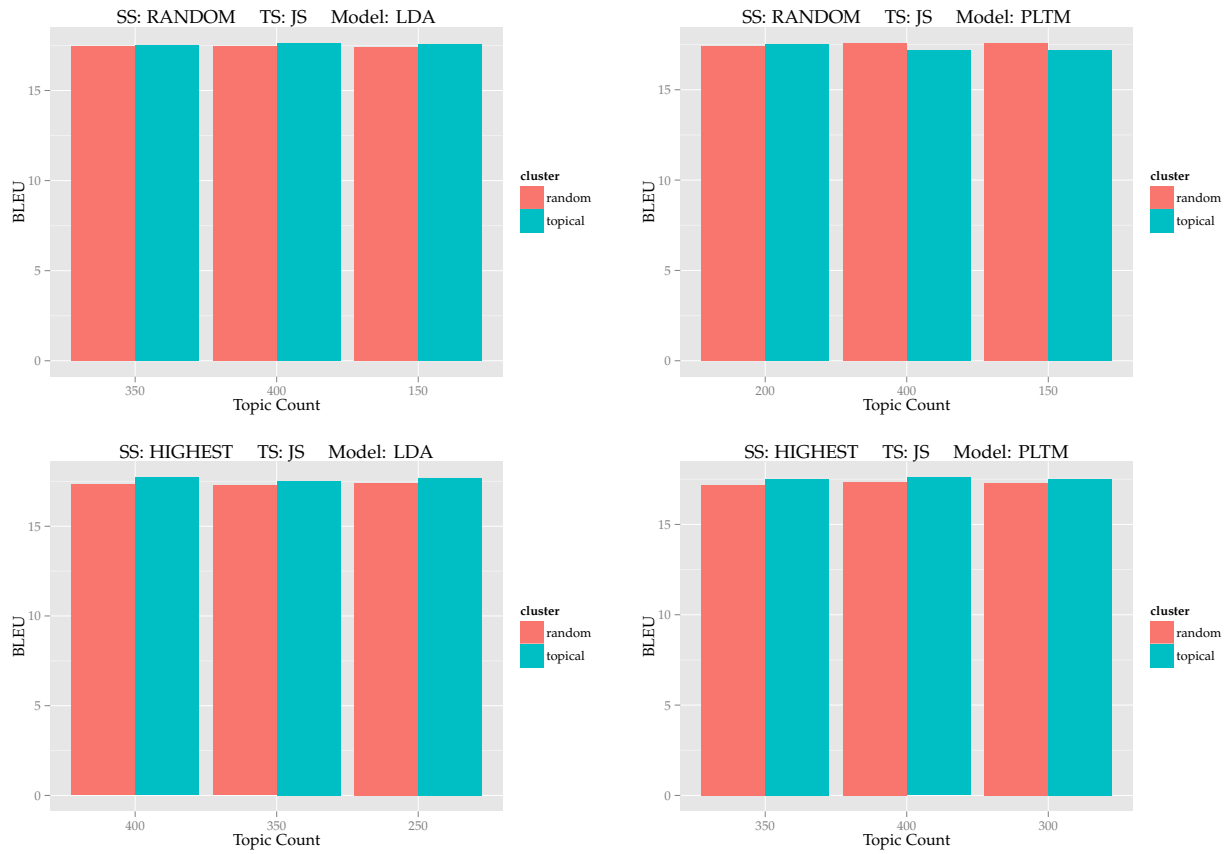 SS: RANDOM TS: JS Model: LDA
BLEU
15
10
5
0
350 400 150
Topic Count
cluster
random
topical
SS: RANDOM TS: JS Model: PLTM
BLEU
15
10
5
0
200 400 150
Topic Count
cluster
random
topical
SS: HIGHEST TS: JS Model: LDA
BLEU
15
10
5
0
400 350 250
Topic Count
cluster
random
topical
SS: HIGHEST TS: JS Model: PLTM
BLEU
15
10
5
0
350 400 300
Topic Count
cluster
random
topical